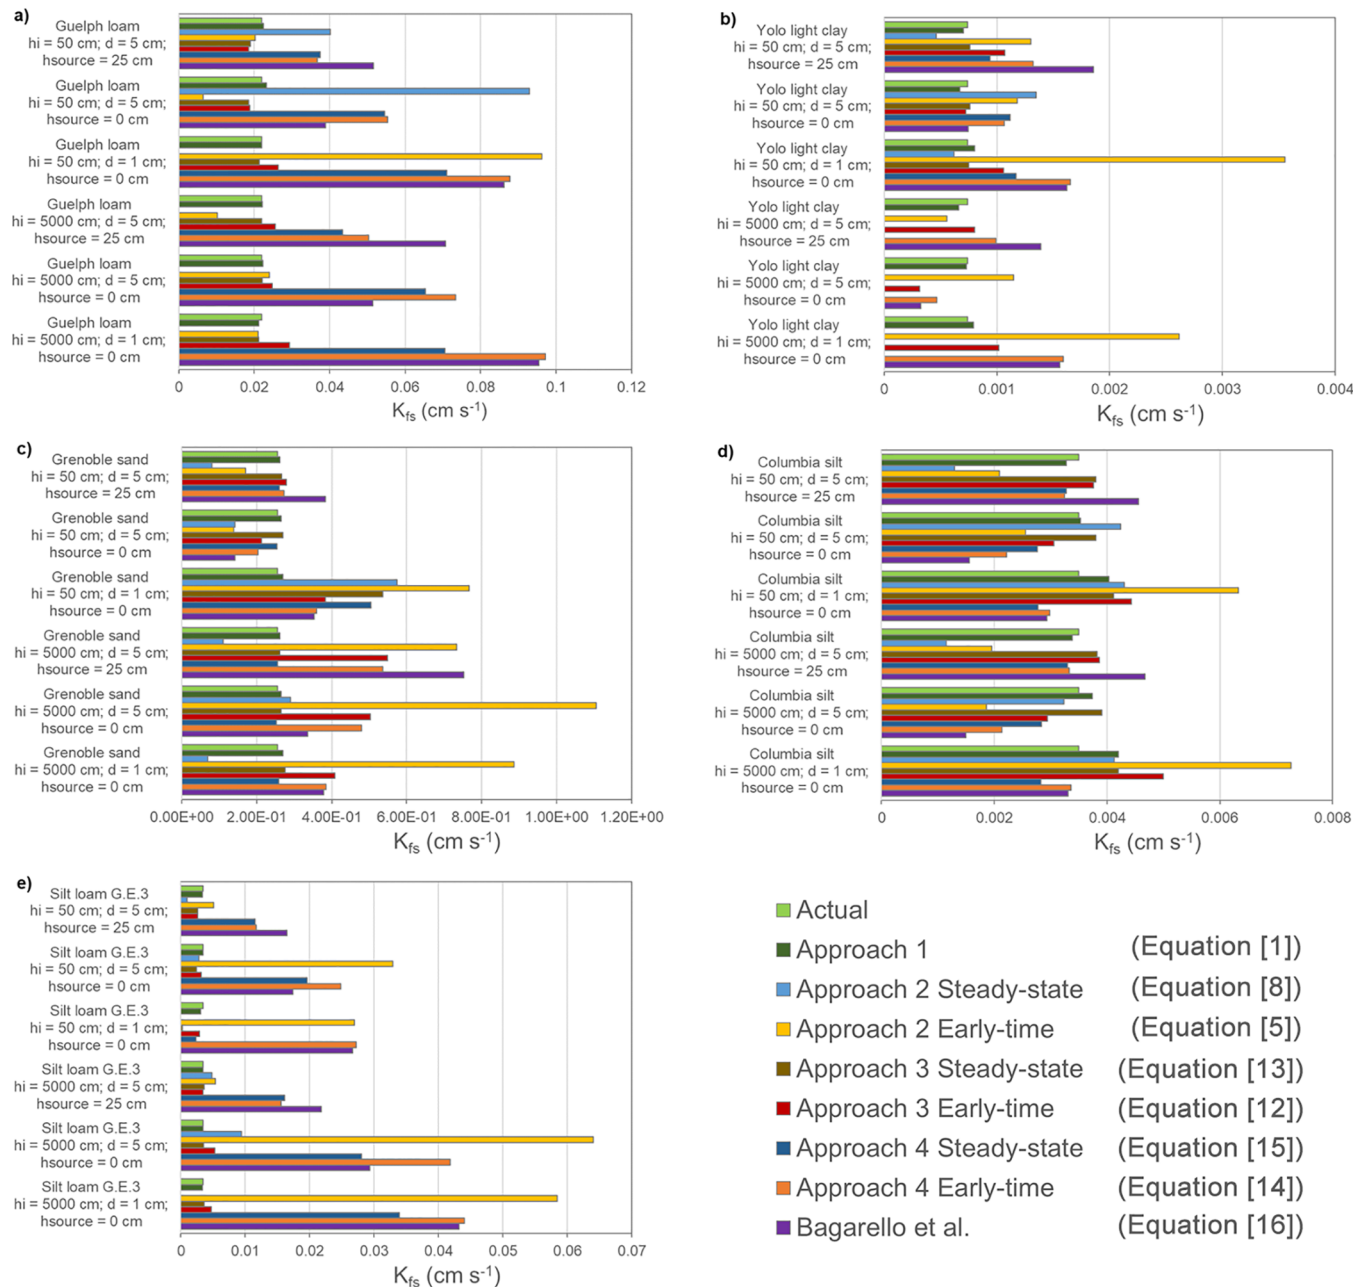 a)
Guelph loam
hi = 50 cm; d = 5 cm;
hsource = 25 cm
Guelph loam
hi = 50 cm; d = 5 cm;
hsource = 0 cm
Guelph loam
hi = 50 cm; d = 1 cm;
hsource = 0 cm
Guelph loam
hi = 5000 cm; d = 5 cm;
hsource = 25 cm
Guelph loam
hi = 5000 cm; d = 5 cm;
hsource = 0 cm
Guelph loam
hi = 5000 cm; d = 1 cm;
hsource = 0 cm
0 0.02 0.04 0.06 0.08 0.1 0.12
Kfs (cm s-1)
b)
Yolo light clay
hi = 50 cm; d = 5 cm;
hsource = 25 cm
Yolo light clay
hi = 50 cm; d = 5 cm;
hsource = 0 cm
Yolo light clay
hi = 50 cm; d = 1 cm;
hsource = 0 cm
Yolo light clay
hi = 5000 cm; d = 5 cm;
hsource = 25 cm
Yolo light clay
hi = 5000 cm; d = 5 cm;
hsource = 0 cm
Yolo light clay
hi = 5000 cm; d = 1 cm;
hsource = 0 cm
0 0.001 0.002 0.003 0.004
Kfs (cm s-1)
c)
Grenoble sand
hi = 50 cm; d = 5 cm;
hsource = 25 cm
Grenoble sand
hi = 50 cm; d = 5 cm;
hsource = 0 cm
Grenoble sand
hi = 50 cm; d = 1 cm;
hsource = 0 cm
Grenoble sand
hi = 5000 cm; d = 5 cm;
hsource = 25 cm
Grenoble sand
hi = 5000 cm; d = 5 cm;
hsource = 0 cm
Grenoble sand
hi = 5000 cm; d = 1 cm;
hsource = 0 cm
0.00E+00 2.00E-01 4.00E-01 6.00E-01 8.00E-01 1.00E+00 1.20E+00
Kfs (cm s-1)
d)
Columbia silt
hi = 50 cm; d = 5 cm;
hsource = 25 cm
Columbia silt
hi = 50 cm; d = 5 cm;
hsource = 0 cm
Columbia silt
hi = 50 cm; d = 1 cm;
hsource = 0 cm
Columbia silt
hi = 5000 cm; d = 5 cm;
hsource = 25 cm
Columbia silt
hi = 5000 cm; d = 5 cm;
hsource = 0 cm
Columbia silt
hi = 5000 cm; d = 1 cm;
hsource = 0 cm
0 0.002 0.004 0.006 0.008
Kfs (cm s-1)
e)
Silt loam G.E.3
hi = 50 cm; d = 5 cm;
hsource = 25 cm
Silt loam G.E.3
hi = 50 cm; d = 5 cm;
hsource = 0 cm
Silt loam G.E.3
hi = 50 cm; d = 1 cm;
hsource = 0 cm
Silt loam G.E.3
hi = 5000 cm; d = 5 cm;
hsource = 25 cm
Silt loam G.E.3
hi = 5000 cm; d = 5 cm;
hsource = 0 cm
Silt loam G.E.3
hi = 5000 cm; d = 1 cm;
hsource = 0 cm
0 0.01 0.02 0.03 0.04 0.05 0.06 0.07
Kfs (cm s-1)
Actual
Approach 1 (Equation [1])
Approach 2 Steady-state (Equation [8])
Approach 2 Early-time (Equation [5])
Approach 3 Steady-state (Equation [13])
Approach 3 Early-time (Equation [12])
Approach 4 Steady-state (Equation [15])
Approach 4 Early-time (Equation [14])
Bagarello et al. (Equation [16])